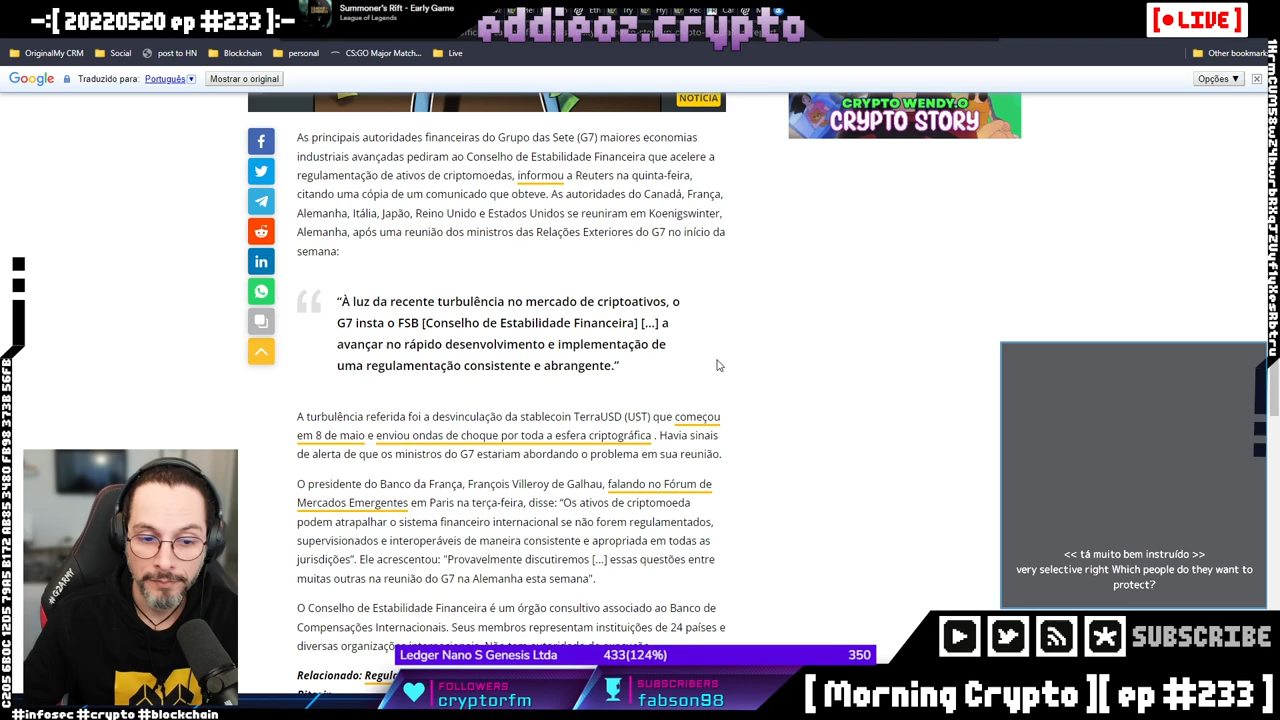 -:[ 20220520 ep #233 ]:-
Summoner's Rift - Early Game
League of Legends
eddieoz.crypto
[●LIVE]
OriginalMy CRM
Social
post to HN
Blockchain
personal
CS:GO Major Match...
Live
Other bookmark
Google
Traduzido para:
Português
Mostrar o original
Opções ▼
NOTÍCIA
CRYPTO WENDY.O
CRYPTO STORY
As principais autoridades financeiras do Grupo das Sete (G7) maiores economias
industriais avançadas pediram ao Conselho de Estabilidade Financeira que acelere a
regulamentação de ativos de criptomoedas, informou a Reuters na quinta-feira,
citando uma cópia de um comunicado que obteve. As autoridades do Canadá, França,
Alemanha, Itália, Japão, Reino Unido e Estados Unidos se reuniram em Koenigswinter,
Alemanha, após uma reunião dos ministros das Relações Exteriores do G7 no início da
semana:
“À luz da recente turbulência no mercado de criptoativos, o
G7 insta o FSB [Conselho de Estabilidade Financeira] [...] a
avançar no rápido desenvolvimento e implementação de
uma regulamentação consistente e abrangente.”
A turbulência referida foi a desvinculação da stablecoin TerraUSD (UST) que começou
em 8 de maio e enviou ondas de choque por toda a esfera criptográfica . Havia sinais
de alerta de que os ministros do G7 estariam abordando o problema em sua reunião.
O presidente do Banco da França, François Villeroy de Galhau, falando no Fórum de
Mercados Emergentes em Paris na terça-feira, disse: “Os ativos de criptomoeda
podem atrapalhar o sistema financeiro internacional se não forem regulamentados,
supervisionados e interoperáveis de maneira consistente e apropriada em todas as
jurisdições”. Ele acrescentou: "Provavelmente discutiremos [...] essas questões entre
muitas outras na reunião do G7 na Alemanha esta semana".
O Conselho de Estabilidade Financeira é um órgão consultivo associado ao Banco de
Compensações Internacionais. Seus membros representam instituições de 24 países e
diversas organizações
Relacionado: Regul
<< tá muito bem instruído >>
very selective right Which people do they want to
protect?
Ledger Nano S Genesis Ltda 433(124%) 350
FOLLOWERS
cryptorfm
SUBSCRIBERS
fabson98
SUBSCRIBE
[ Morning Crypto ][ ep #233 ]
#infosec #crypto #blockchain